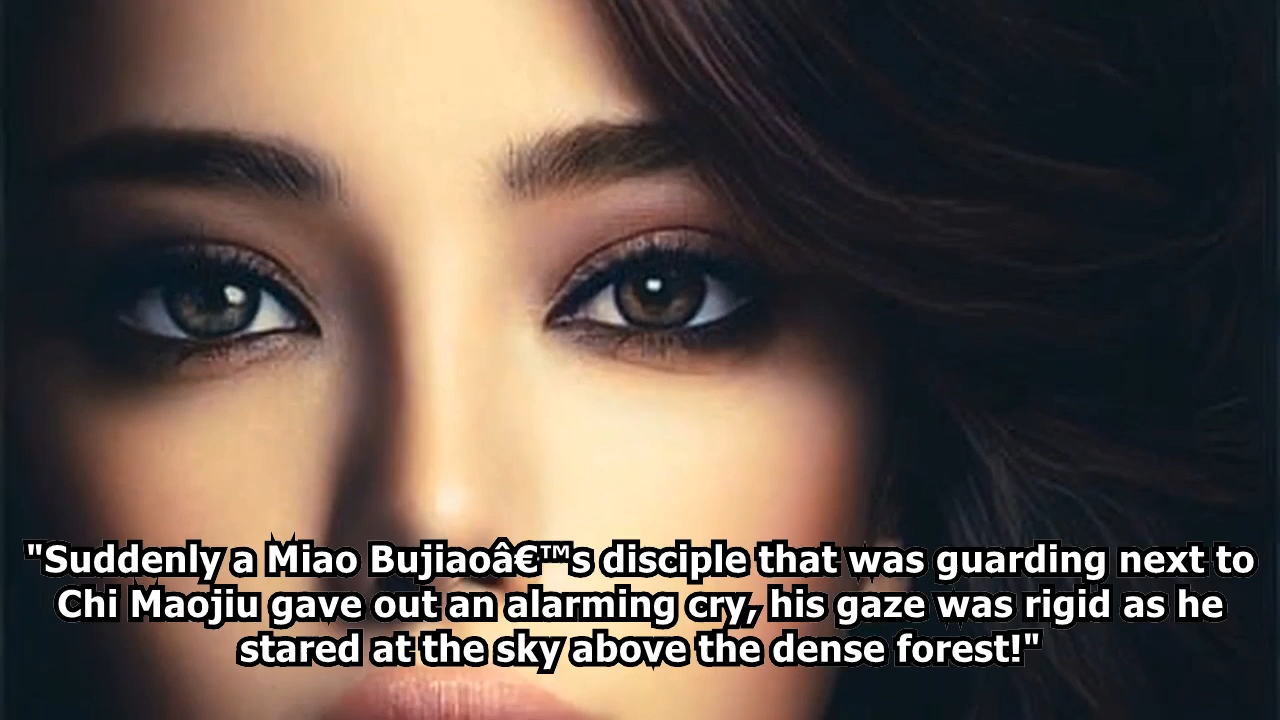 "Suddenly a Miao Bujiaoâ€™s disciple that was guarding next to
Chi Maojiu gave out an alarming cry, his gaze was rigid as he
stared at the sky above the dense forest!"